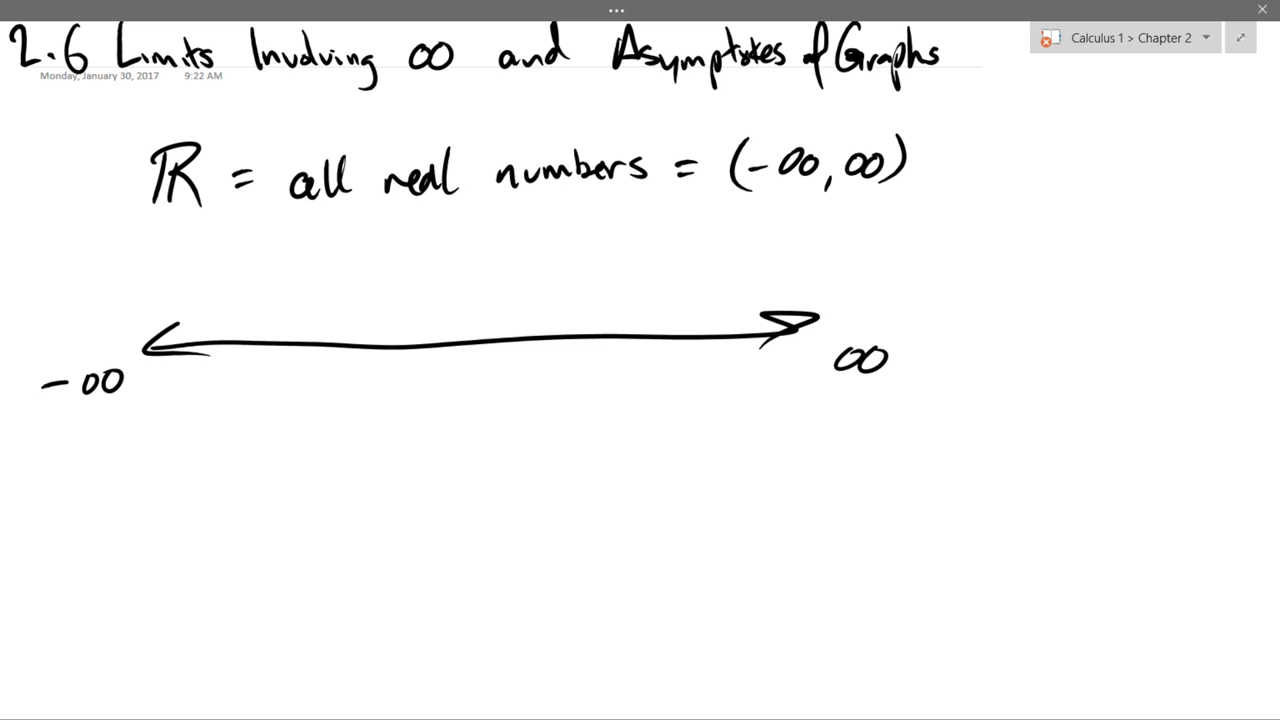 ...
Calculus 1 > Chapter 2
2.6 Limits Involving ∞ and Asymptotes of Graphs
Monday, January 30, 2017 9:22 AM
ℝ = all real numbers = (-∞, ∞)
-∞ ∞